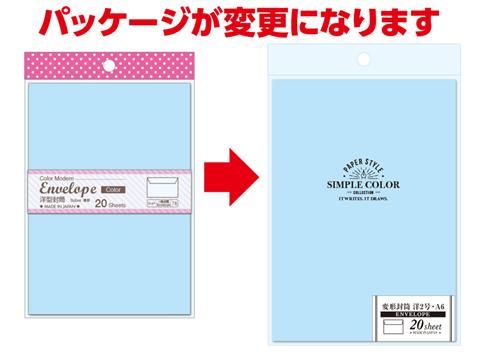 パッケージが変更になります
Color Modern
Envelope
Color
洋型封筒
20 Sheets
★ MADE IN JAPAN ★
PAPER STYLE
SIMPLE COLOR
COLLECTION
IT WRITES. IT DRAWS.
変形封筒 洋2号・A6
ENVELOPE
20 sheet
MADE IN JAPAN